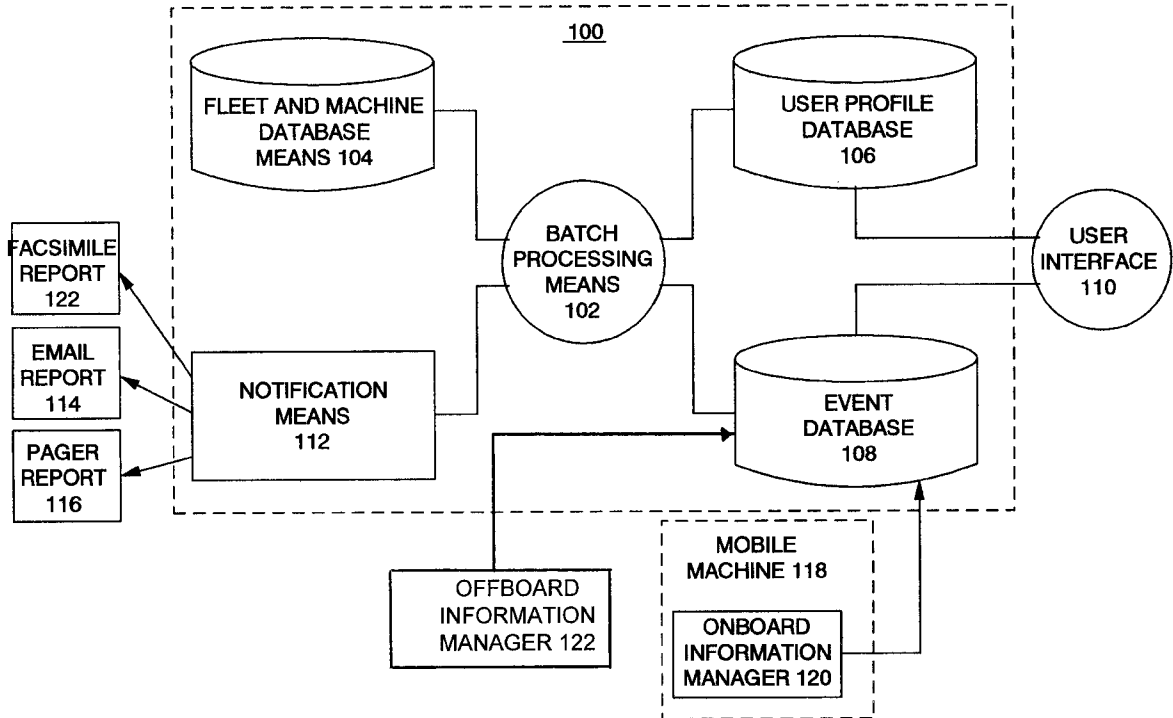 100
FLEET AND MACHINE
DATABASE
MEANS 104
USER PROFILE
DATABASE
106
BATCH
PROCESSING
MEANS
102
USER
INTERFACE
110
FACSIMILE
REPORT
122
EMAIL
REPORT
114
PAGER
REPORT
116
NOTIFICATION
MEANS
112
EVENT
DATABASE
108
OFFBOARD
INFORMATION
MANAGER 122
MOBILE
MACHINE 118
ONBOARD
INFORMATION
MANAGER 120